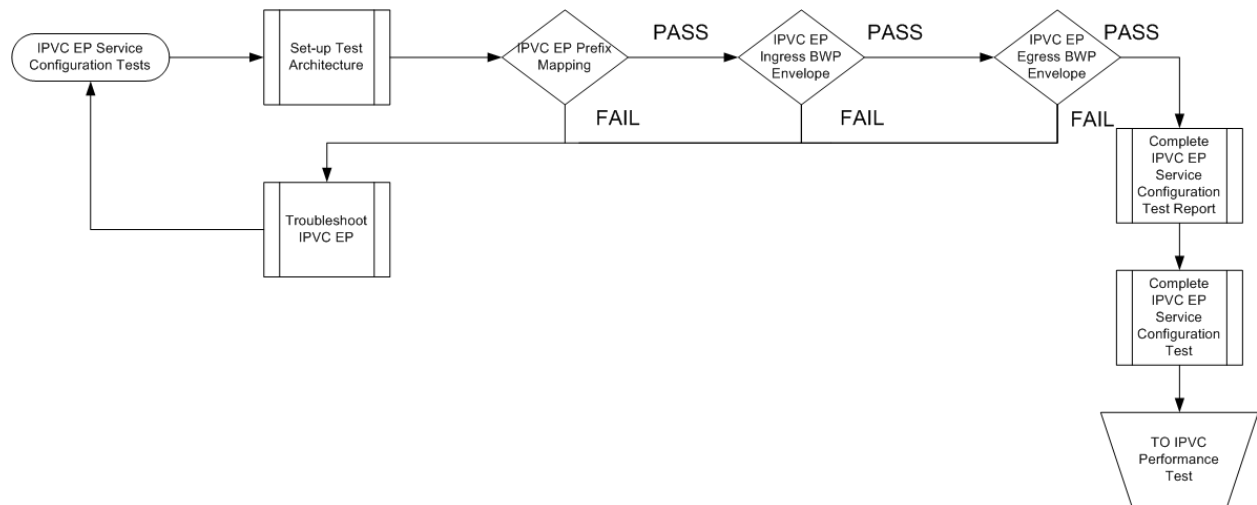 IPVC EP Service
Configuration Tests
Set-up Test
Architecture
IPVC EP Prefix
Mapping
PASS
IPVC EP
Ingress BWP
Envelope
PASS
IPVC EP
Egress BWP
Envelope
PASS
FAIL
FAIL
FAIL
Troubleshoot
IPVC EP
Complete
IPVC EP
Service
Configuration
Test Report
Complete
IPVC EP
Service
Configuration
Test
TO IPVC
Performance
Test